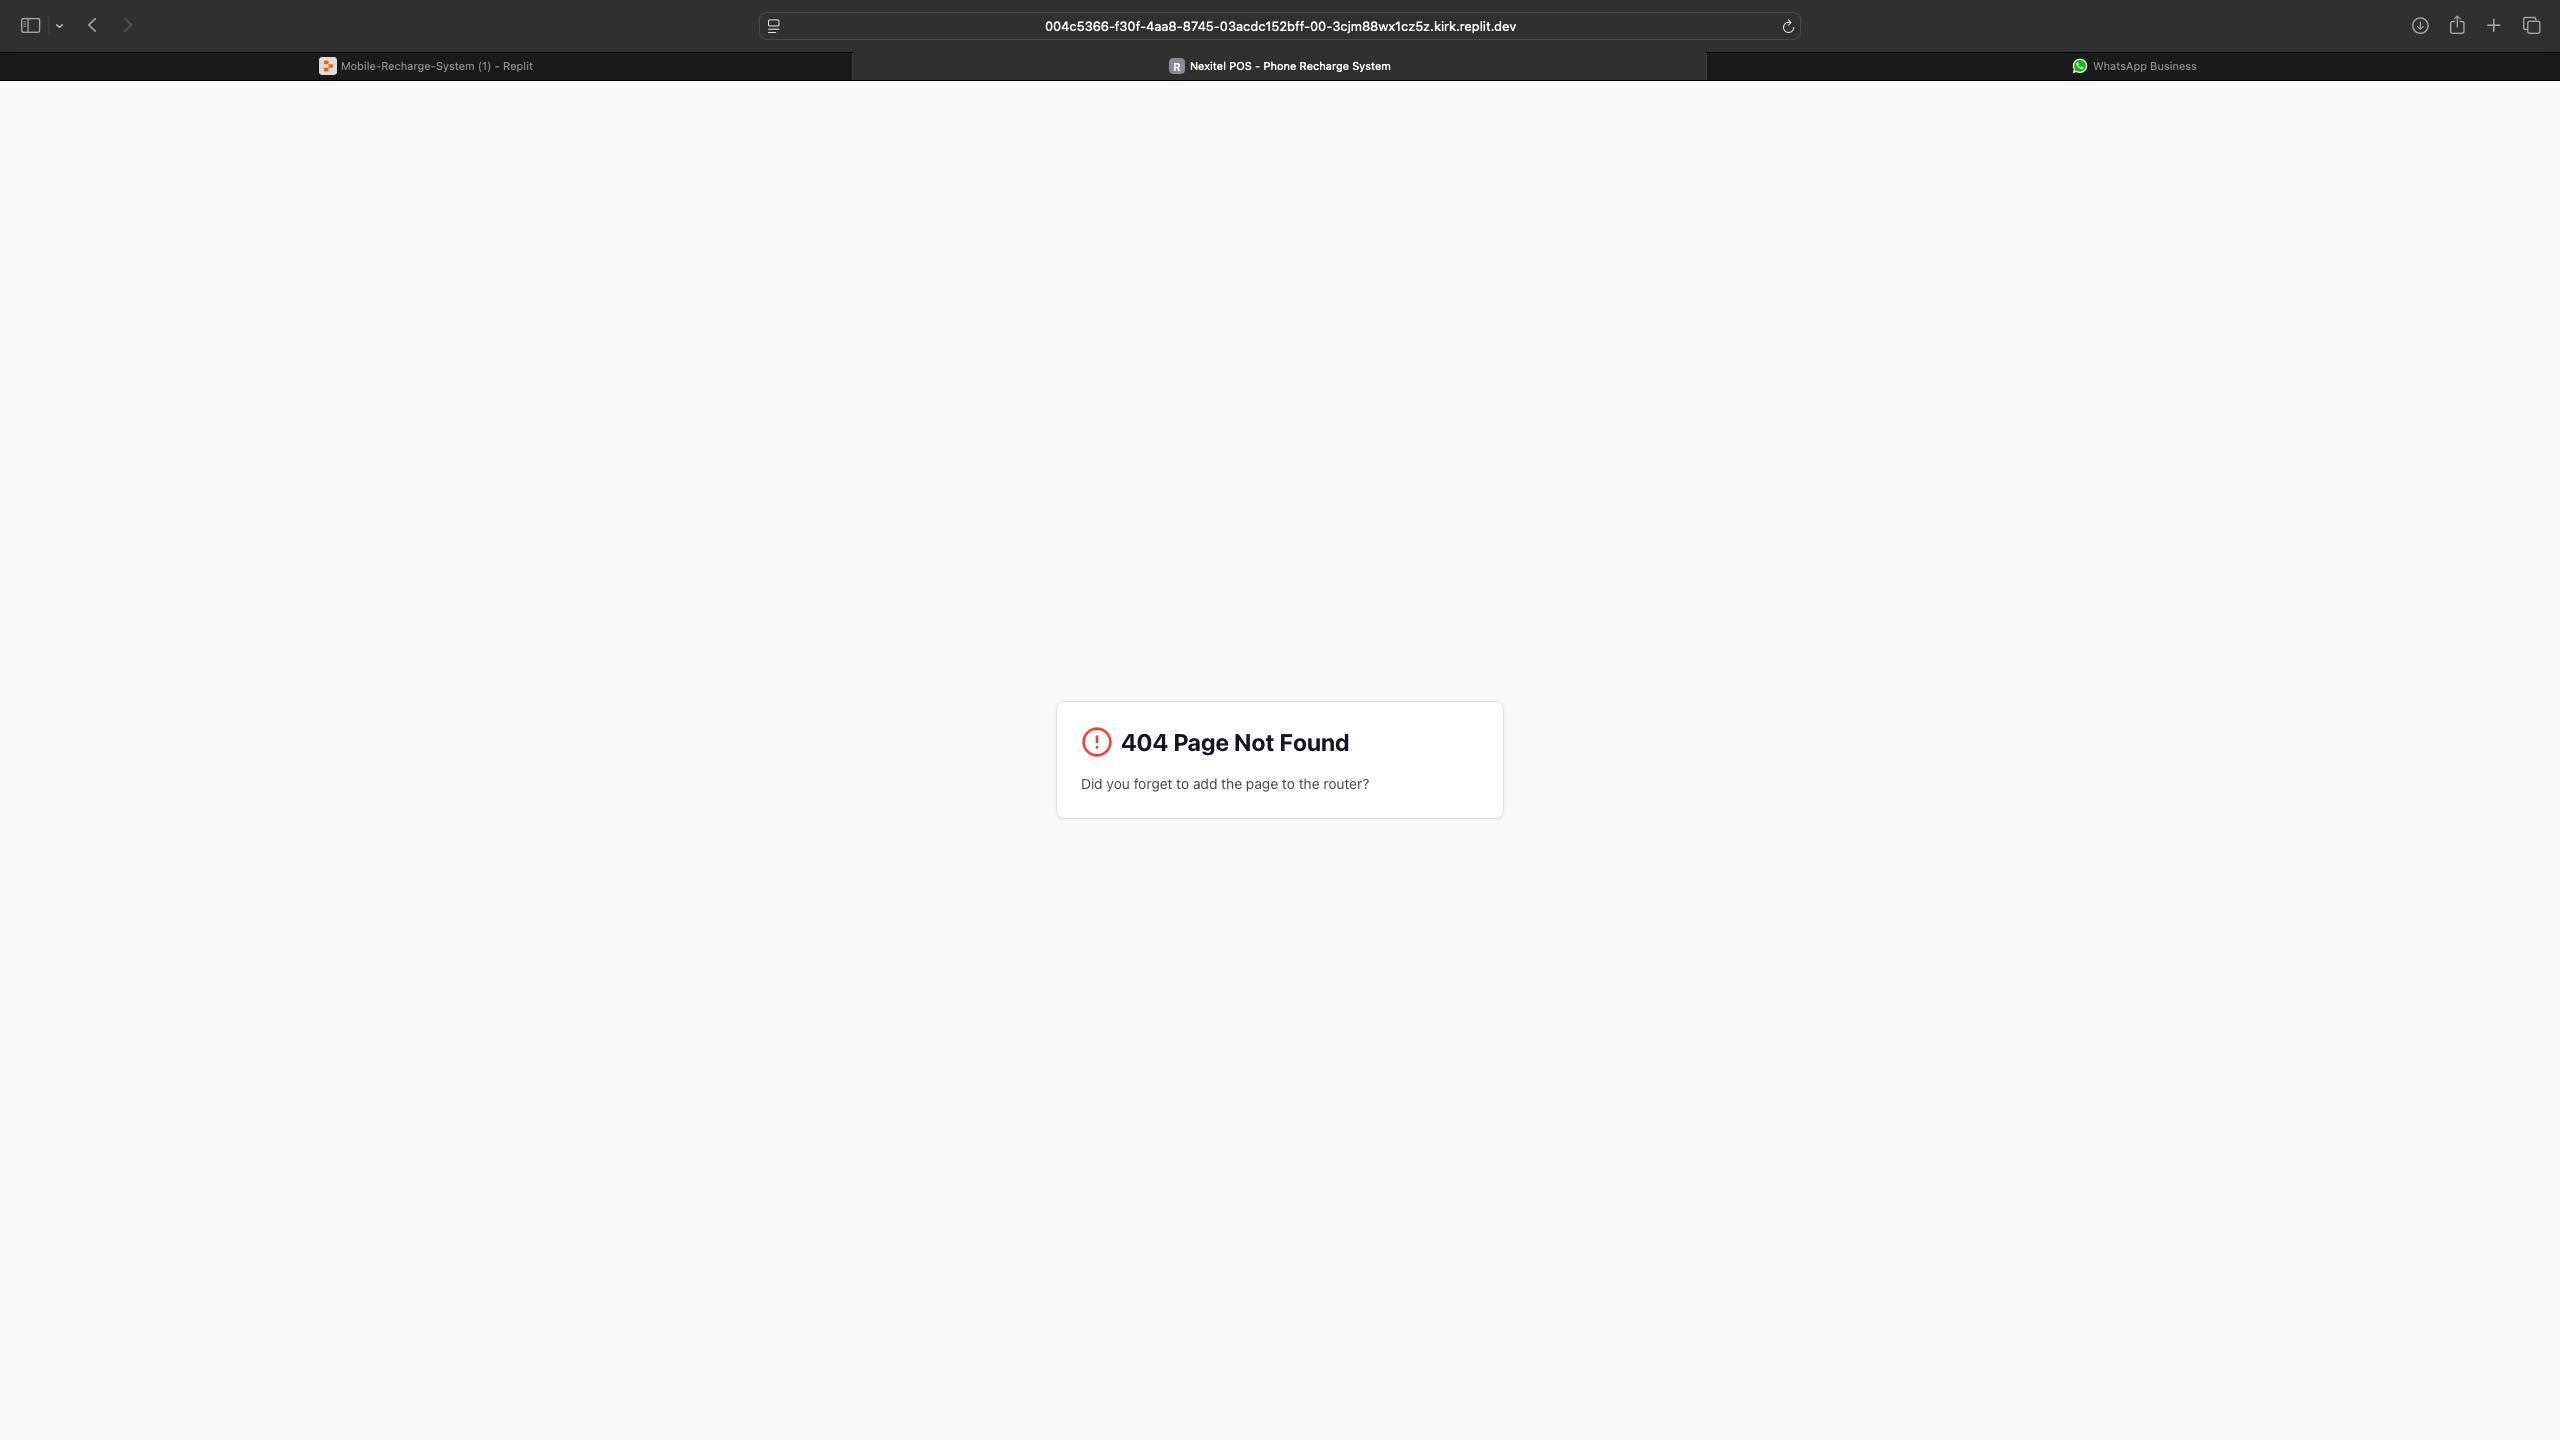 004c5366-f30f-4aa8-8745-03acdc152bff-00-3cjm88wx1cz5z.kirk.replit.dev
Mobile-Recharge-System (1) - Replit
R Nexitel POS - Phone Recharge System
WhatsApp Business
404 Page Not Found
Did you forget to add the page to the router?